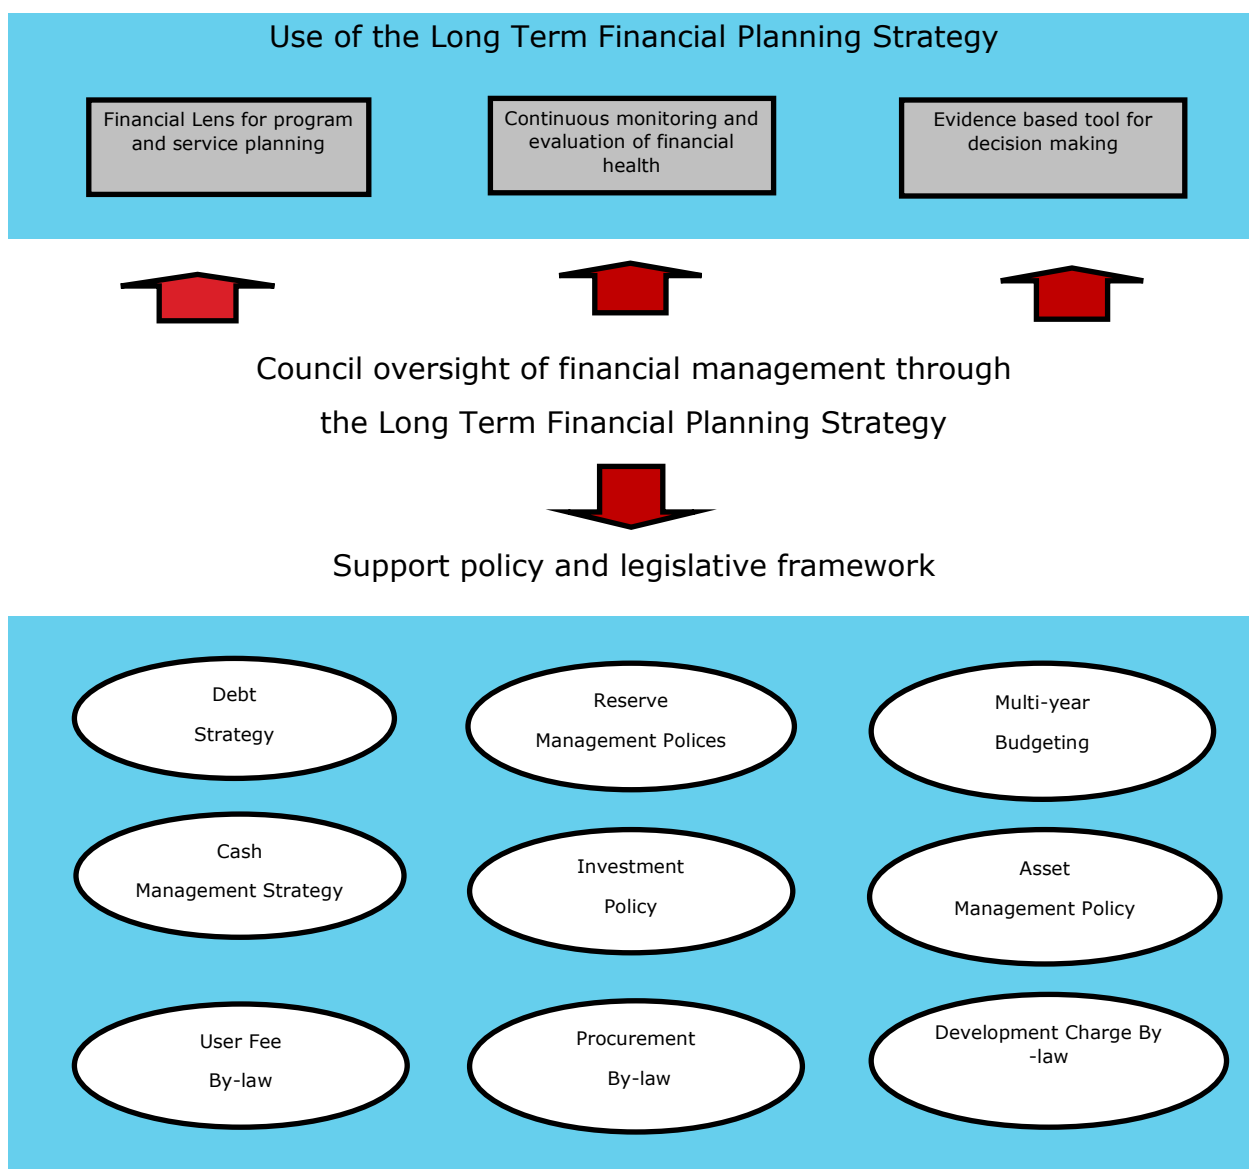 Use of the Long Term Financial Planning Strategy
Financial Lens for program
and service planning
Continuous monitoring and
evaluation of financial
health
Evidence based tool for
decision making
Council oversight of financial management through
the Long Term Financial Planning Strategy
Support policy and legislative framework
Debt
Strategy
Reserve
Management Polices
Multi-year
Budgeting
Cash
Management Strategy
Investment
Policy
Asset
Management Policy
User Fee
By-law
Procurement
By-law
Development Charge By
-law